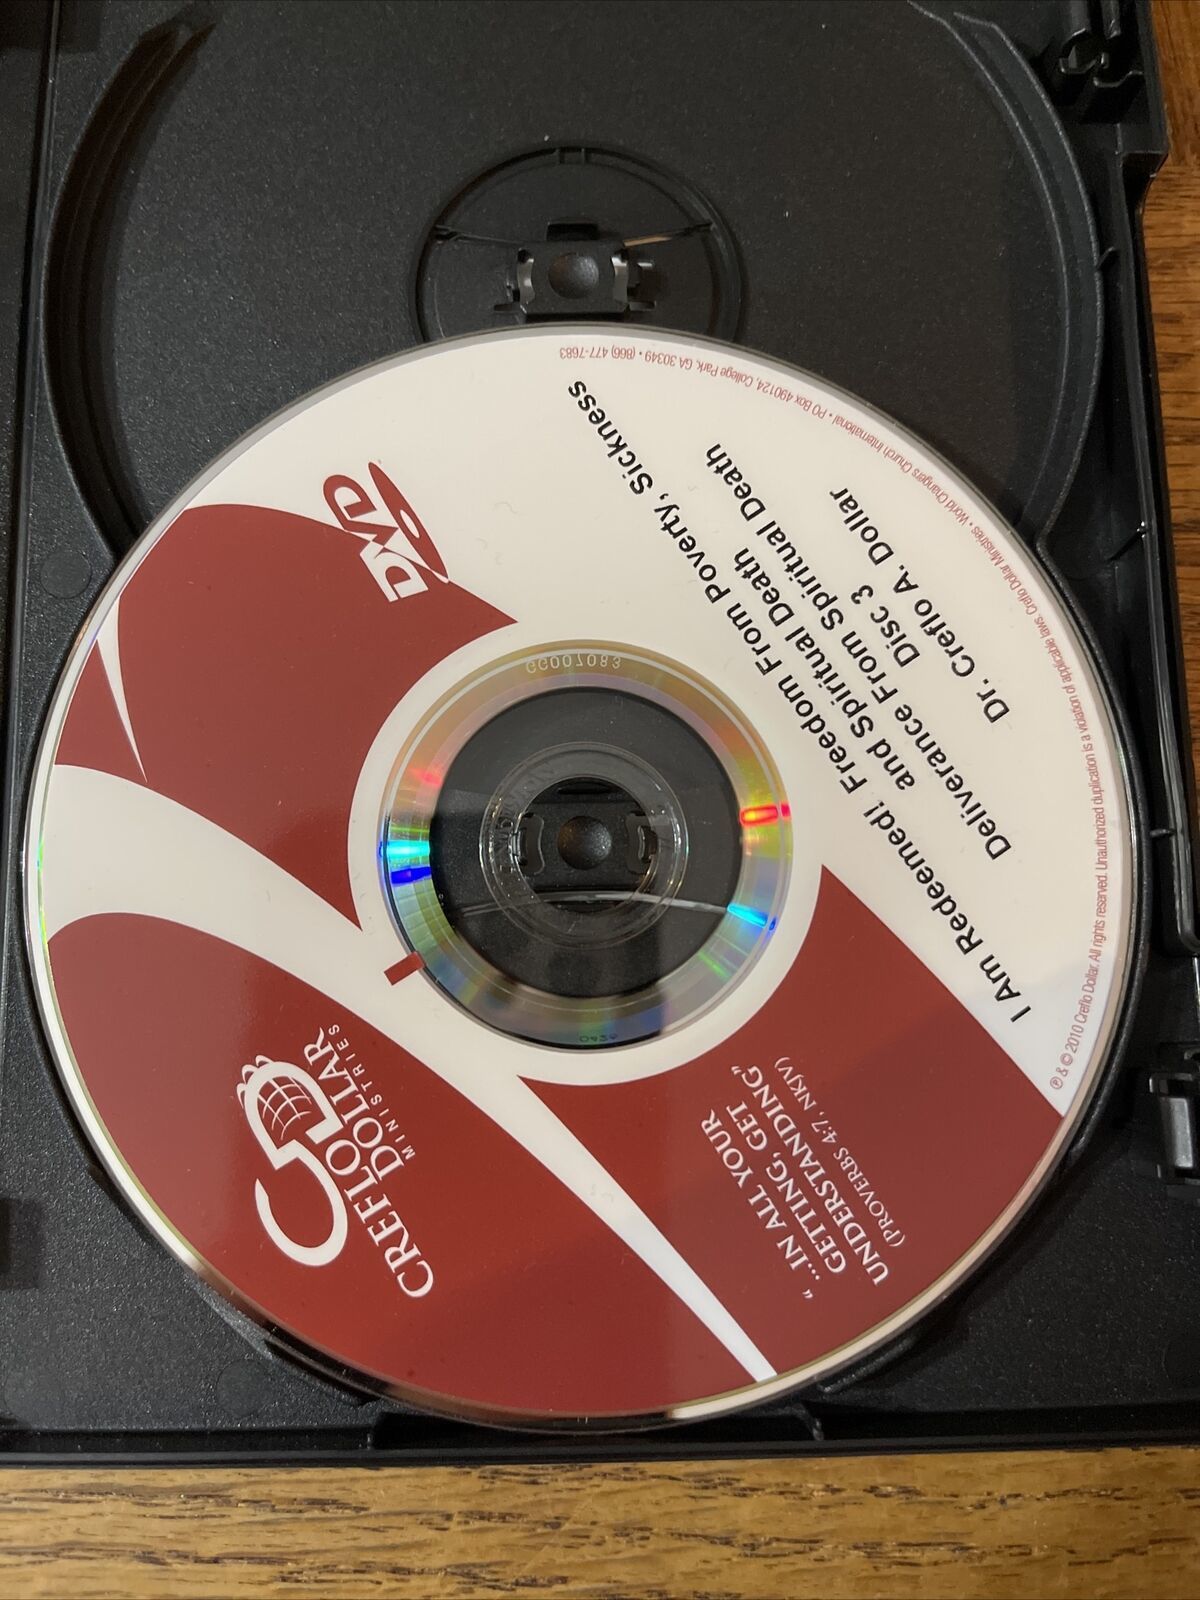 I Am Redeemed! Freedom From Poverty, Sickness
and Spiritual Death
Deliverance From Spiritual Death
Disc 3
Dr. Creflo A. Dollar
DVD
CREFLO
DOLLAR
MINISTRIES
"...IN ALL YOUR
GETTING, GET
UNDERSTANDING"
(PROVERBS 4:7, NKJV)
℗ & © 2010 Creflo Dollar. All rights reserved. Unauthorized duplication is a violation of applicable laws. Creflo Dollar Ministries • World Changers Church International • PO Box 490124, College Park, GA 30349 • (866) 477-7683
GG007083